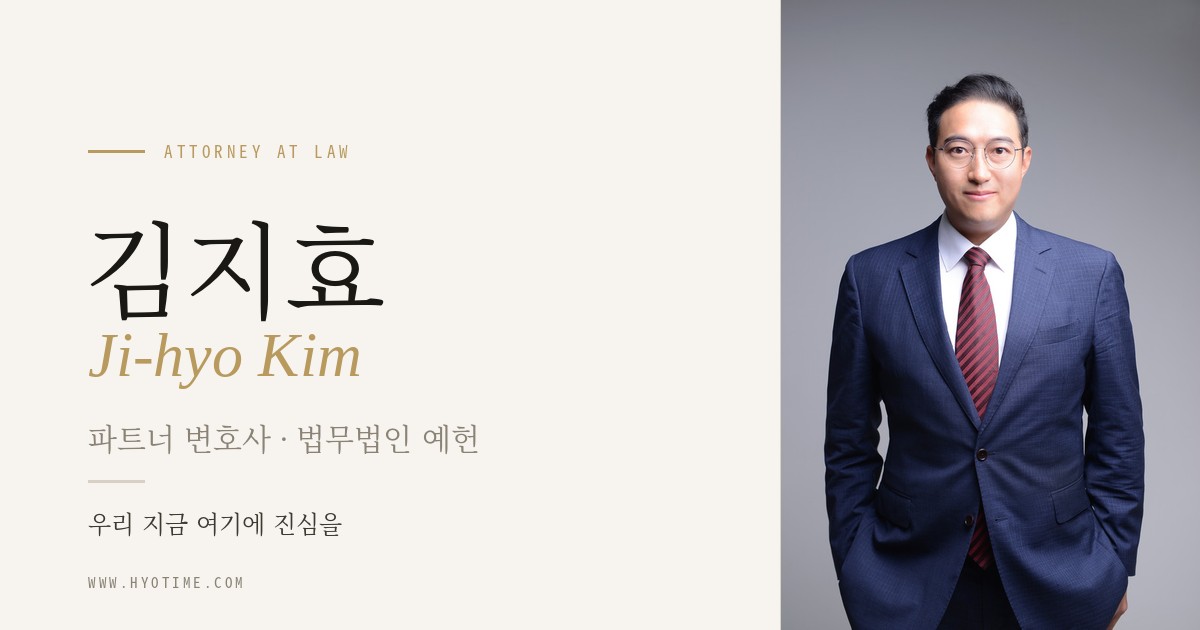 ATTORNEY AT LAW
김지효
Ji-hyo Kim
파트너 변호사 · 법무법인 예헌
우리 지금 여기에 진심을
WWW.HYOTIME.COM